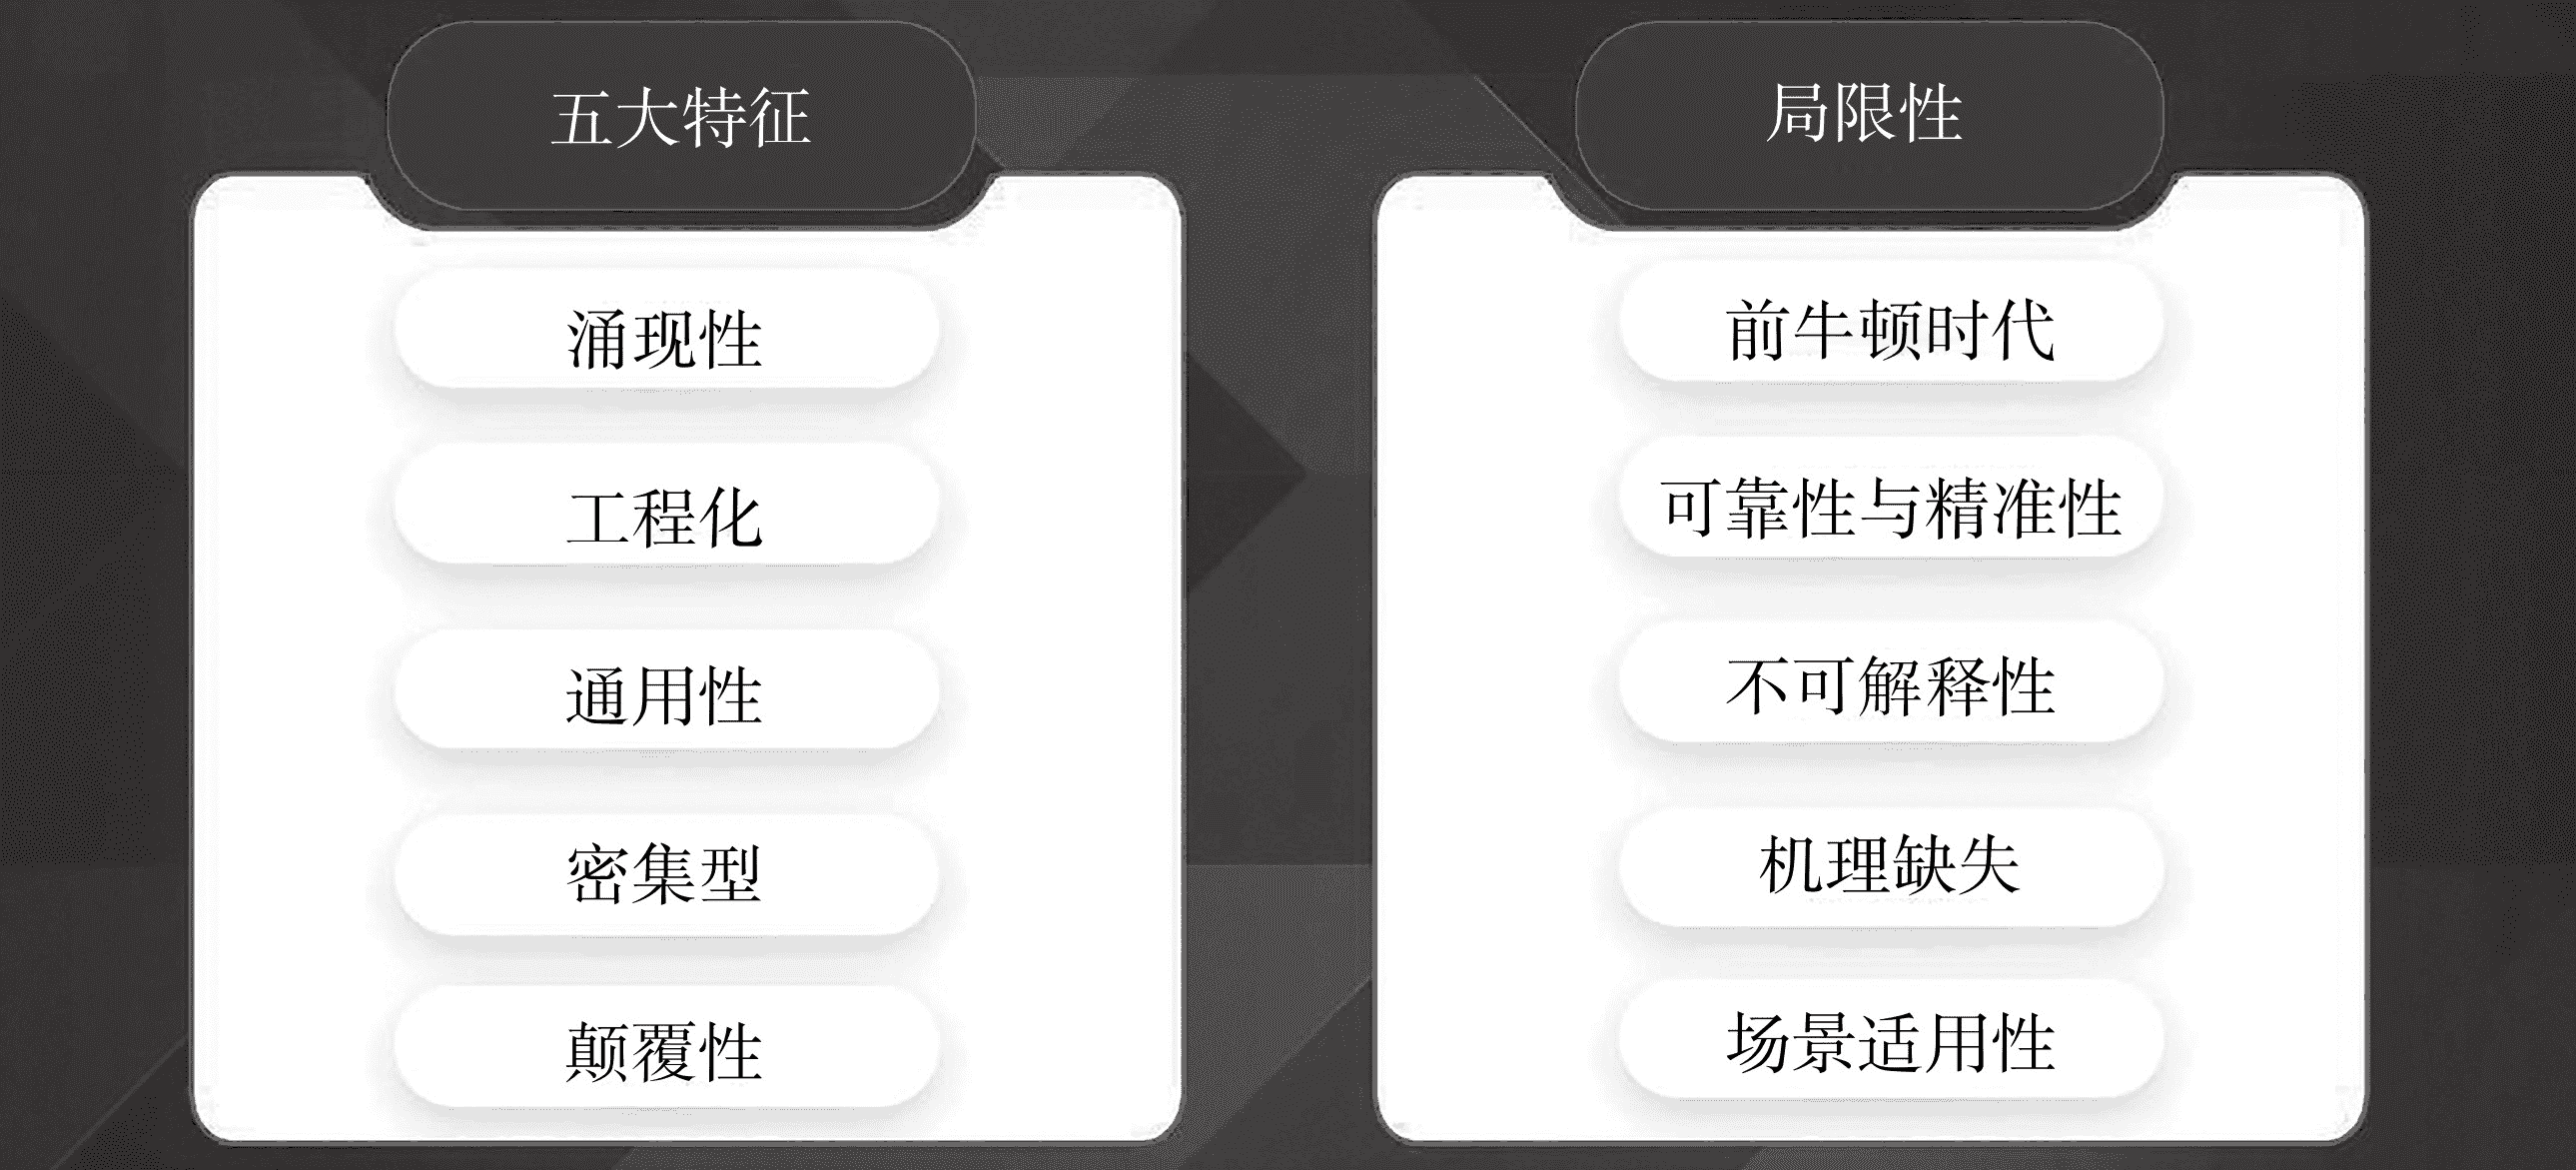 五大特征
涌现性
工程化
通用性
密集型
颠覆性
局限性
前牛顿时代
可靠性与精准性
不可解释性
机理缺失
场景适用性